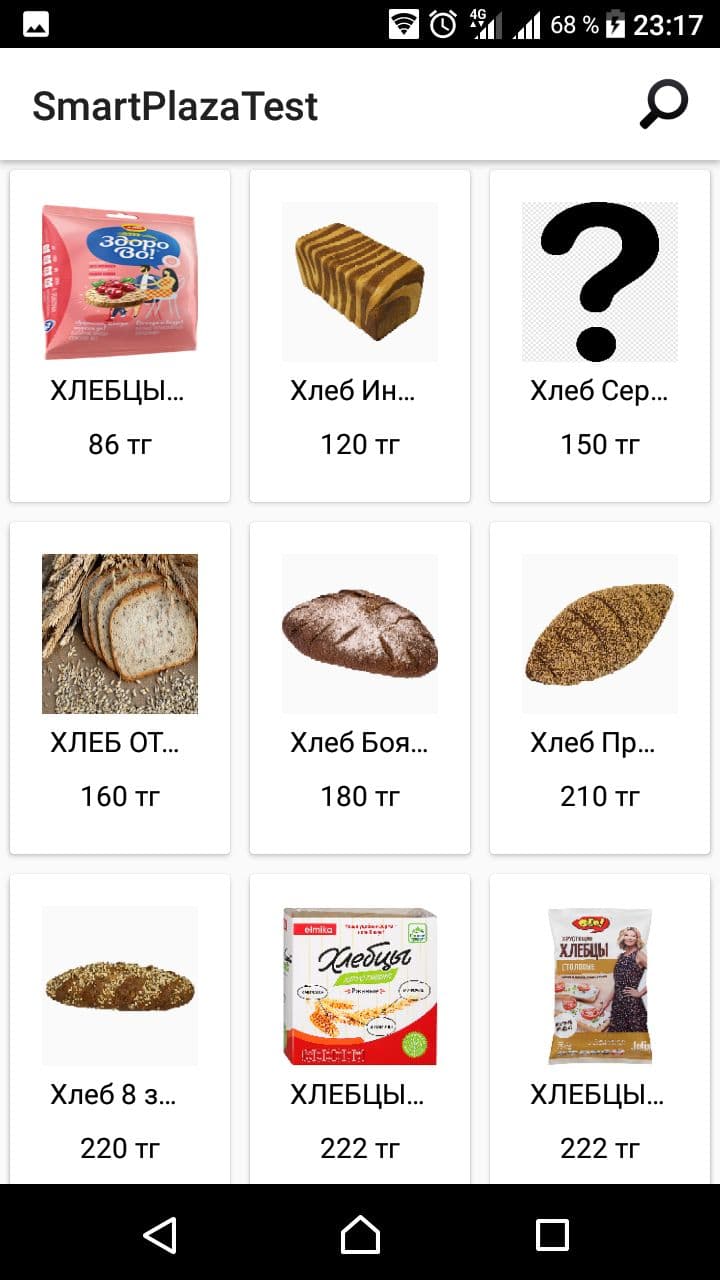 4G
68 %
23:17
SmartPlazaTest
Здоро
во!
ХЛЕБЦЫ...
86 тг
Хлеб Ин...
120 тг
Хлеб Сер...
150 тг
ХЛЕБ ОТ...
160 тг
Хлеб Боя...
180 тг
Хлеб Пр...
210 тг
Хлеб 8 з...
220 тг
elmika
Хлебцы
ХРУСТЯЩИЕ
Ржаные
ХЛЕБЦЫ...
222 тг
ХРУСТЯЩИЕ
ХЛЕБЦЫ
СТОЛОВЫЕ
ХЛЕБЦЫ...
222 тг